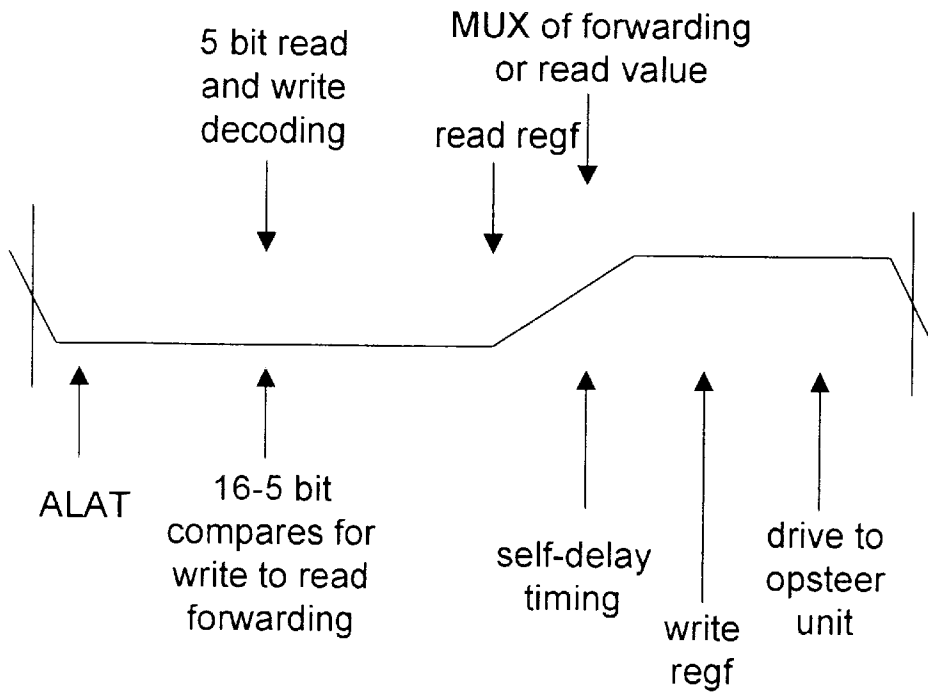 5 bit read
and write
decoding
MUX of forwarding
or read value
read regf
ALAT
16-5 bit
compares for
write to read
forwarding
self-delay
timing
write
regf
drive to
opsteer
unit